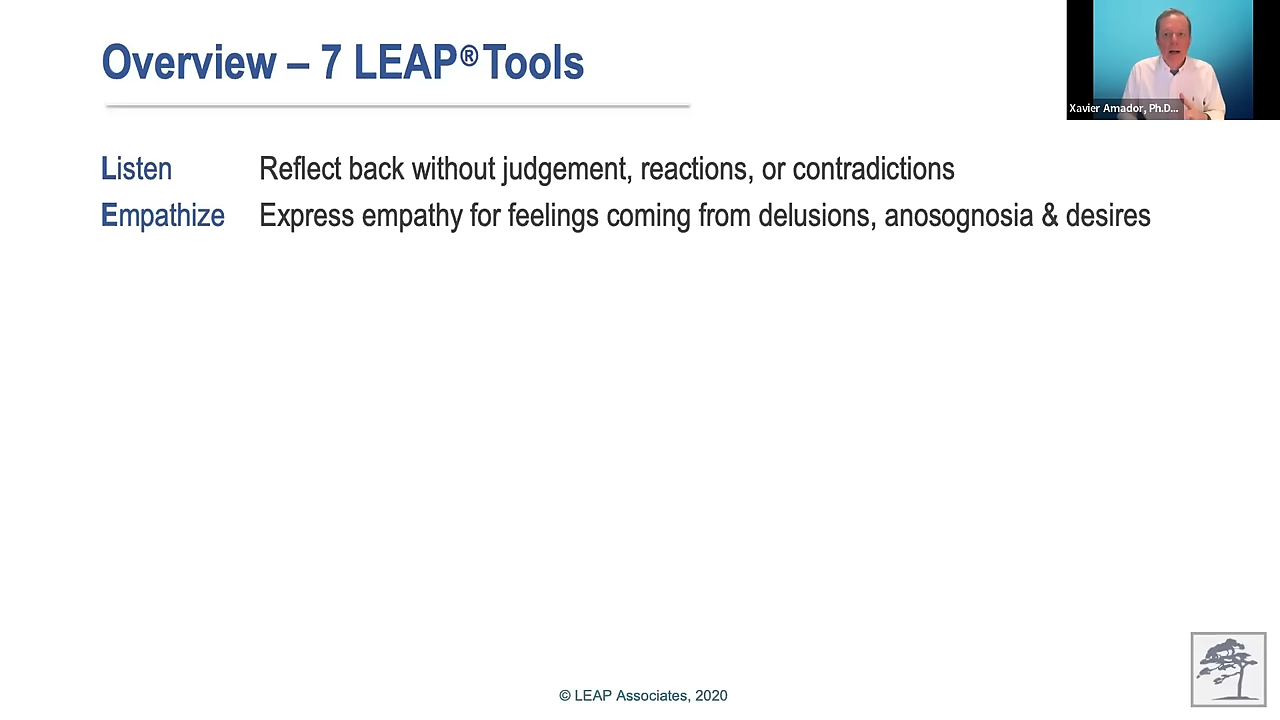 Overview – 7 LEAP® Tools
Xavier Amador, Ph.D...
Listen Reflect back without judgement, reactions, or contradictions
Empathize Express empathy for feelings coming from delusions, anosognosia & desires
© LEAP Associates, 2020